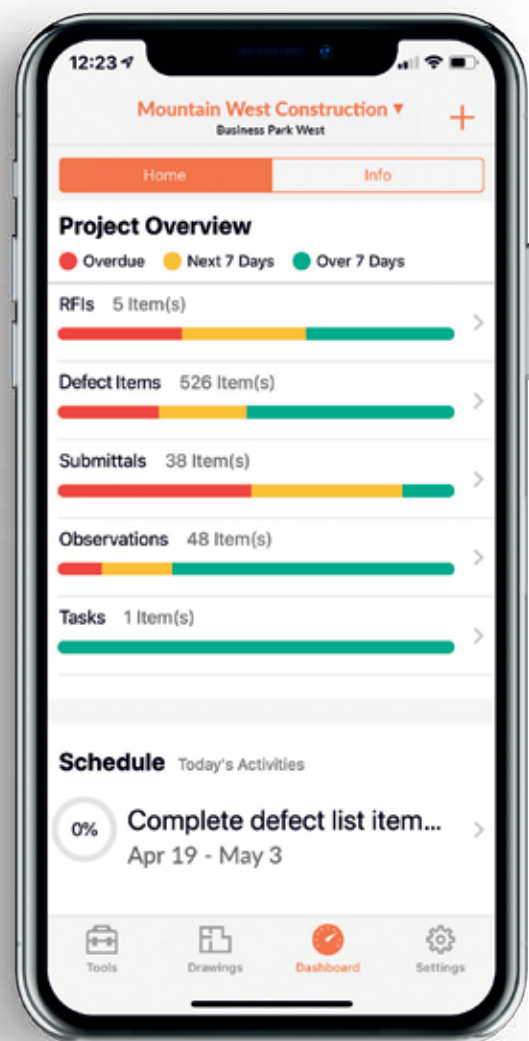 12:23
Mountain West Construction ▼
Business Park West
+
Home Info
Project Overview
Overdue Next 7 Days Over 7 Days
RFIs 5 Item(s)
Defect Items 526 Item(s)
Submittals 38 Item(s)
Observations 48 Item(s)
Tasks 1 Item(s)
Schedule Today's Activities
0% Complete defect list item...
Apr 19 - May 3
Tools Drawings Dashboard Settings